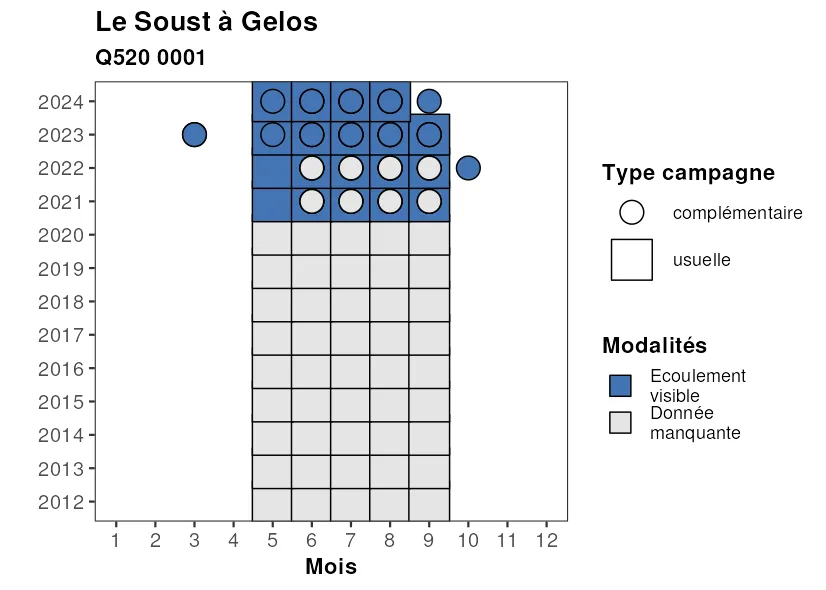 Le Soust à Gelos
Q520 0001
2024
2023
2022
2021
2020
2019
2018
2017
2016
2015
2014
2013
2012
1 2 3 4 5 6 7 8 9 10 11 12
Mois
Type campagne
complémentaire
usuelle
Modalités
Ecoulement
visible
Donnée
manquante